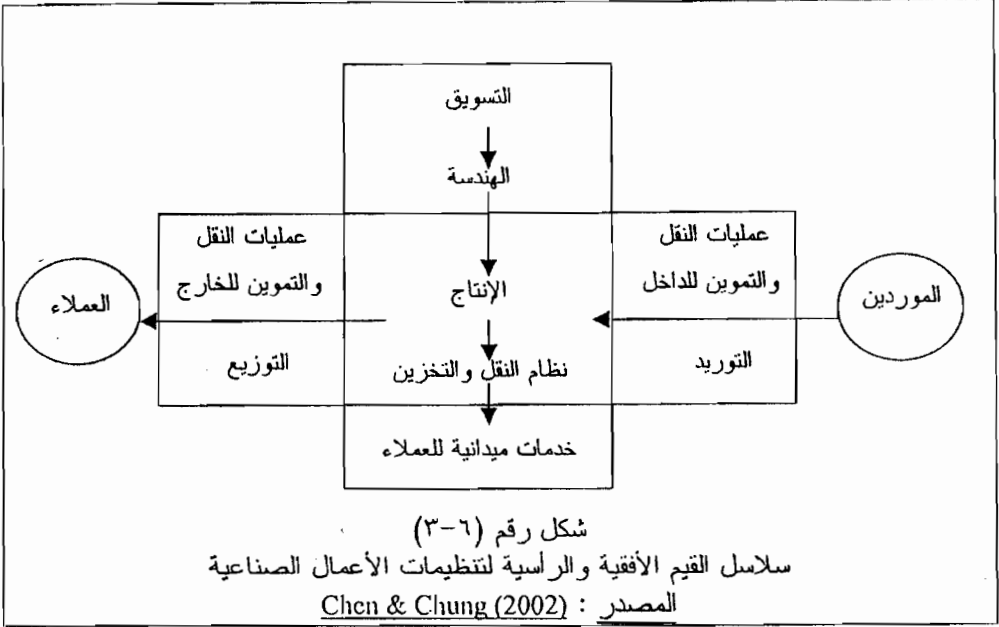 التسويق
الهندسة
عمليات النقل
والتموين للداخل
عمليات النقل
والتموين للخارج
الموردين
الإنتاج
العملاء
التوريد
نظام النقل والتخزين
التوزيع
خدمات ميدانية للعملاء
شكل رقم (٦-٣)
سلاسل القيم الأفقية والرأسية لتنظيمات الأعمال الصناعية
المصدر : Chen & Chung (2002)